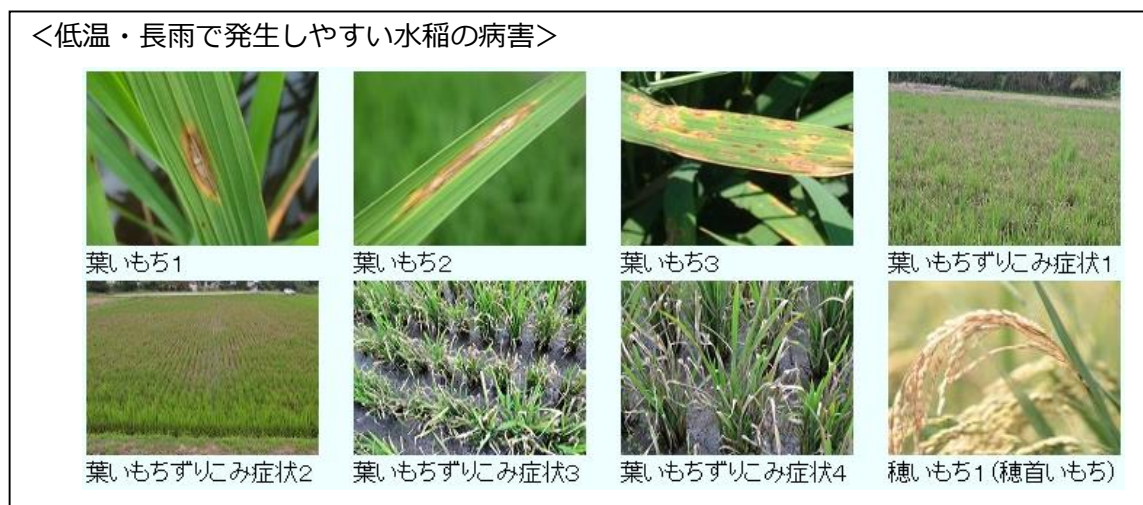 ＜低温・長雨で発生しやすい水稲の病害＞
葉いもち1
葉いもち2
葉いもち3
葉いもちずりこみ症状1
葉いもちずりこみ症状2
葉いもちずりこみ症状3
葉いもちずりこみ症状4
穂いもち1(穂首いもち)